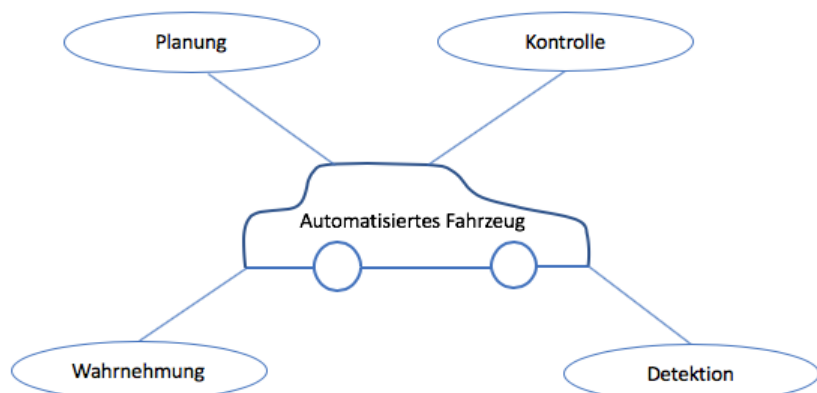 Planung
Kontrolle
Automatisiertes Fahrzeug
Wahrnehmung
Detektion